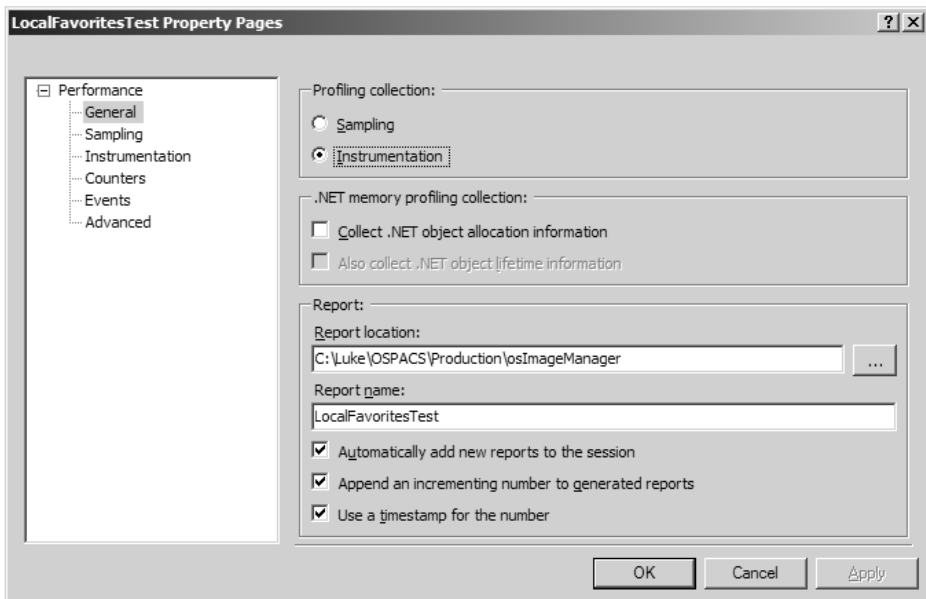 LocalFavoritesTest Property Pages
Performance
General
Sampling
Instrumentation
Counters
Events
Advanced
Profiling collection:
Sampling
Instrumentation
.NET memory profiling collection:
Collect .NET object allocation information
Also collect .NET object lifetime information
Report:
Report location:
C:\Luke\OSPACS\Production\osImageManager
...
Report name:
LocalFavoritesTest
Automatically add new reports to the session
Append an incrementing number to generated reports
Use a timestamp for the number
OK Cancel Apply